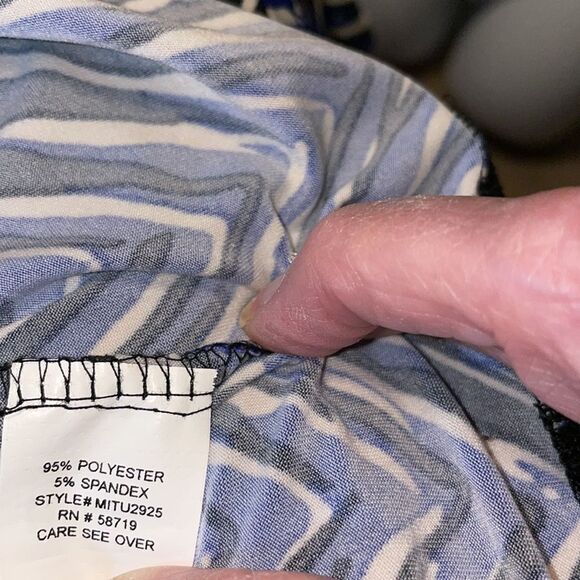 95% POLYESTER
5% SPANDEX
STYLE# MITU2925
RN # 58719
CARE SEE OVER